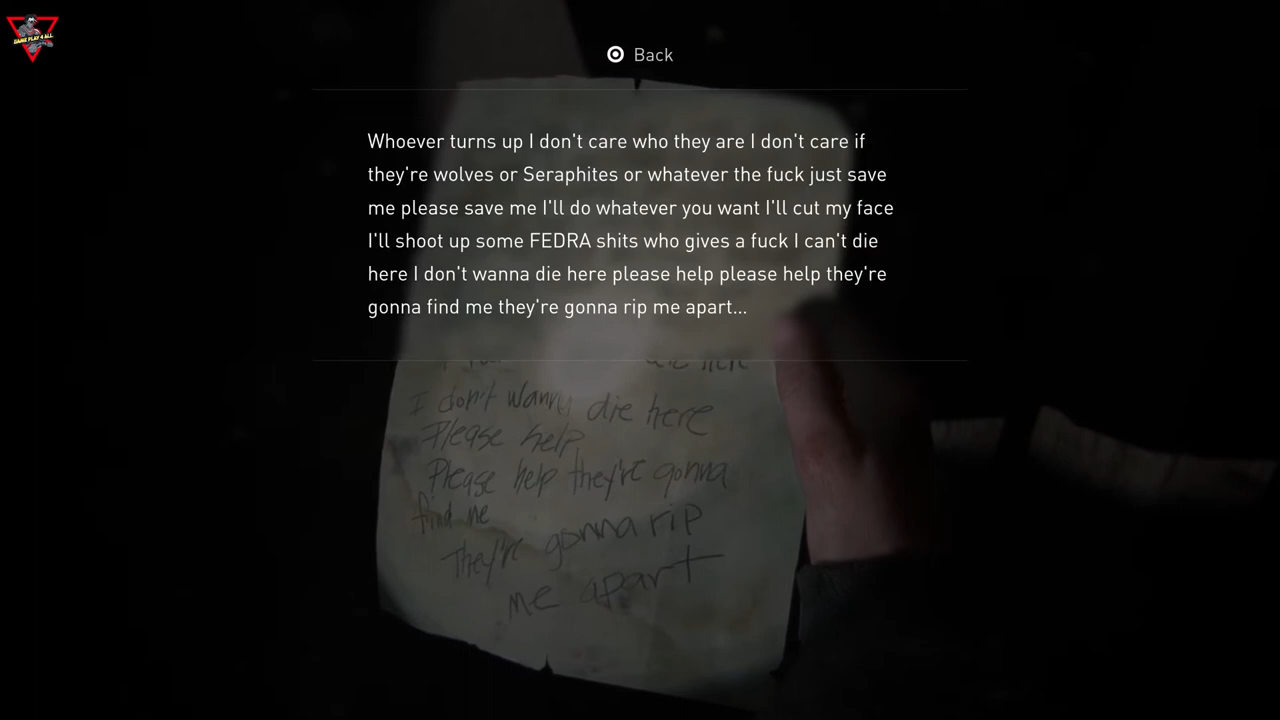 GAME PLAY 4 ALL
Back
Whoever turns up I don't care who they are I don't care if
they're wolves or Seraphites or whatever the fuck just save
me please save me I'll do whatever you want I'll cut my face
I'll shoot up some FEDRA shits who gives a fuck I can't die
here I don't wanna die here please help please help they're
gonna find me they're gonna rip me apart...
I don't wanna die here
Please help
Please help they're gonna
find me
They're gonna rip
me apart